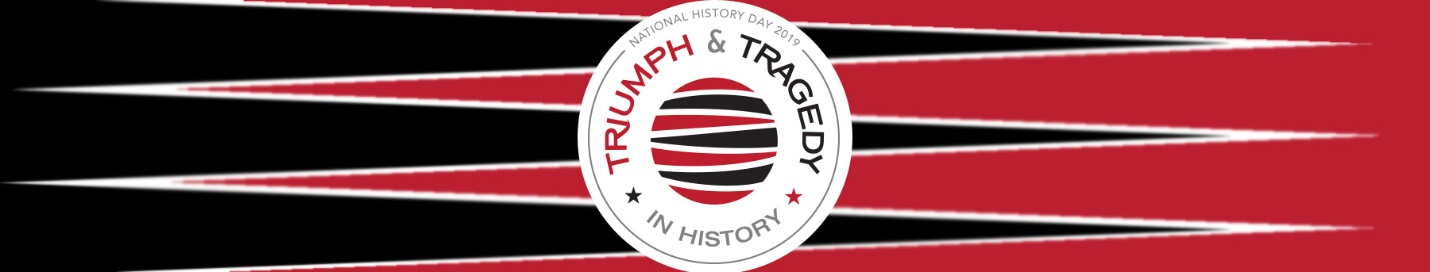 NATIONAL HISTORY DAY 2019
TRIUMPH & TRAGEDY
IN HISTORY